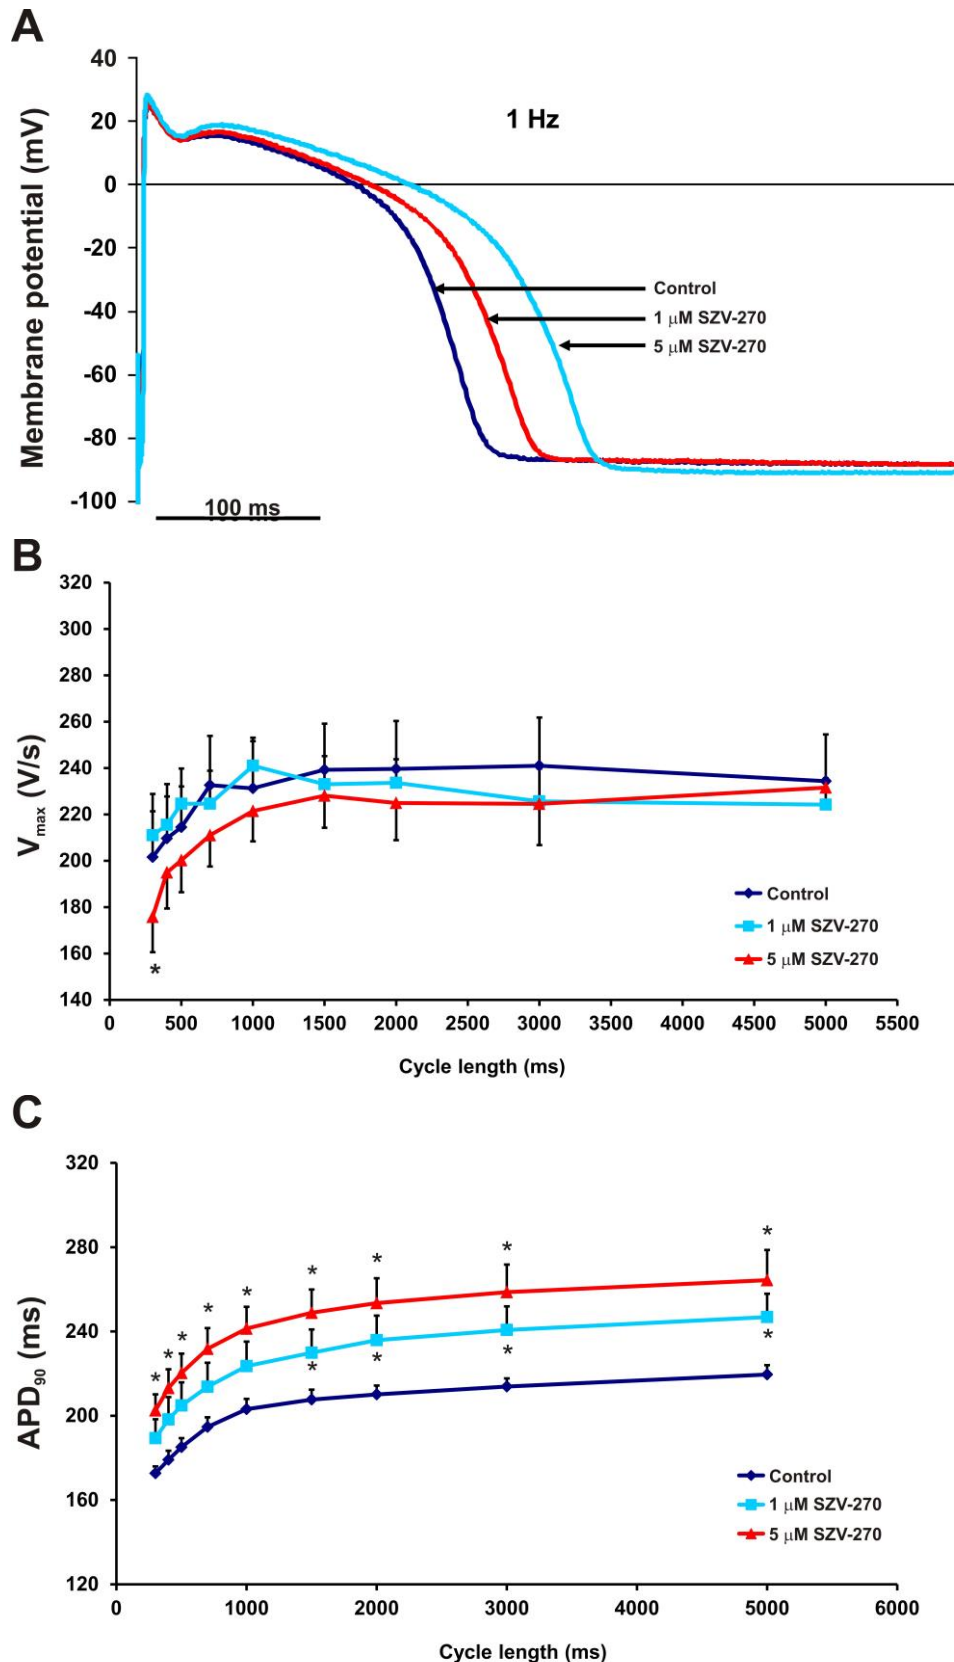 A
40
20
0
-20
-40
-60
-80
-100
Membrane potential (mV)
1 Hz
Control
1 μM SZV-270
5 μM SZV-270
100 ms
B
320
300
280
260
240
220
200
180
160
140
V max (V/s)
*
Control
1 μM SZV-270
5 μM SZV-270
0 500 1000 1500 2000 2500 3000 3500 4000 4500 5000 5500
Cycle length (ms)
C
320
280
240
200
160
120
APD 90 (ms)
* * * * * * * * *
* * * *
Control
1 μM SZV-270
5 μM SZV-270
0 1000 2000 3000 4000 5000 6000
Cycle length (ms)